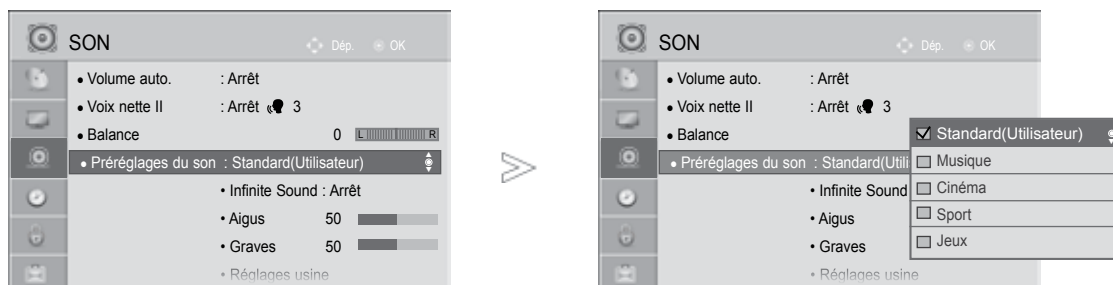 SON Dép. OK
• Volume auto. : Arrêt
• Voix nette II : Arrêt 3
• Balance 0 L R
• Préréglages du son : Standard(Utilisateur)
• Infinite Sound : Arrêt
• Aigus 50
• Graves 50
• Réglages usine
SON Dép. OK
• Volume auto. : Arrêt
• Voix nette II : Arrêt 3
• Balance
• Préréglages du son : Standard(Utili
• Infinite Sound
• Aigus
• Graves
• Réglages usine
Standard(Utilisateur)
Musique
Cinéma
Sport
Jeux